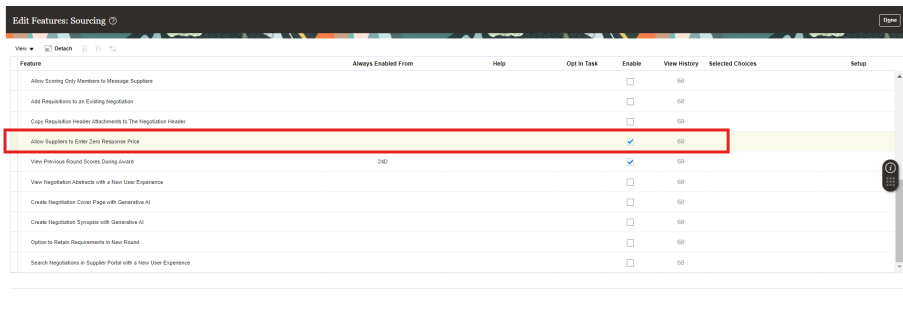 Edit Features: Sourcing
Done
View Detach
Feature Always Enabled From Help Opt In Task Enable View History Selected Choices Setup
Allow Scoring Only Members to Message Suppliers
Add Requisitions to an Existing Negotiation
Copy Requisition Header Attachments to The Negotiation Header
Allow Suppliers to Enter Zero Response Price
View Previous Round Scores During Award 24D
View Negotiation Abstracts with a New User Experience
Create Negotiation Cover Page with Generative AI
Create Negotiation Synopsis with Generative AI
Option to Retain Requirements in New Round
Search Negotiations in Supplier Portal with a New User Experience